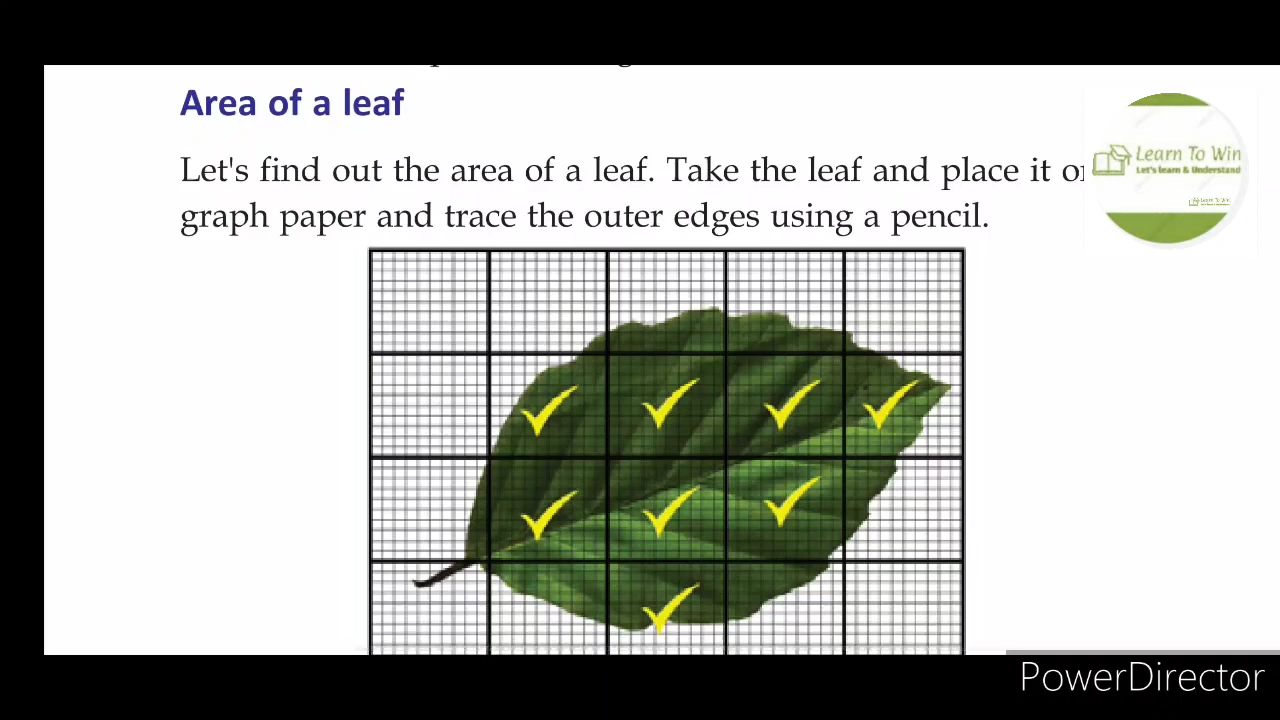 Area of a leaf
Let's find out the area of a leaf. Take the leaf and place it
graph paper and trace the outer edges using a pencil.
Learn To Win
Let's learn & Understand
PowerDirector